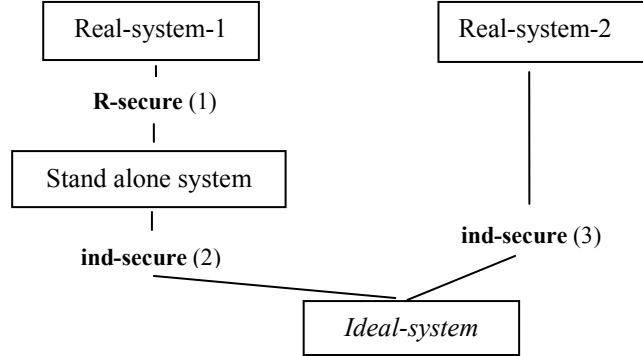 Real-system-1
Real-system-2
R-secure (1)
Stand alone system
ind-secure (2)
ind-secure (3)
Ideal-system